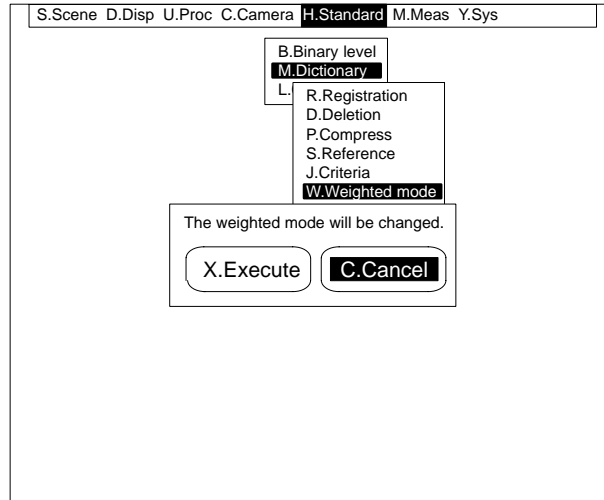 S.Scene D.Disp U.Proc C.Camera H.Standard M.Meas Y.Sys
B.Binary level
M.Dictionary
L.
R.Registration
D.Deletion
P.Compress
S.Reference
J.Criteria
W.Weighted mode
The weighted mode will be changed.
X.Execute C.Cancel